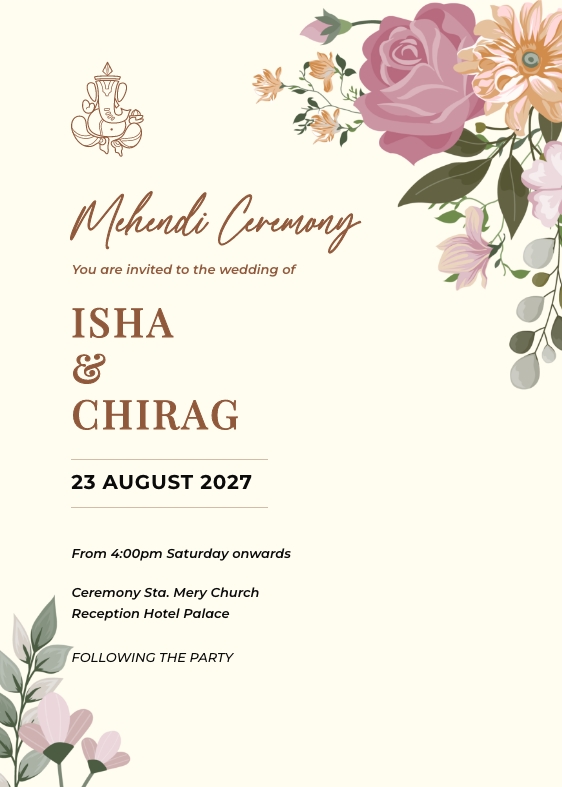 Mehendi Ceremony
You are invited to the wedding of
ISHA
&
CHIRAG
23 AUGUST 2027
From 4:00pm Saturday onwards
Ceremony Sta. Mery Church
Reception Hotel Palace
FOLLOWING THE PARTY